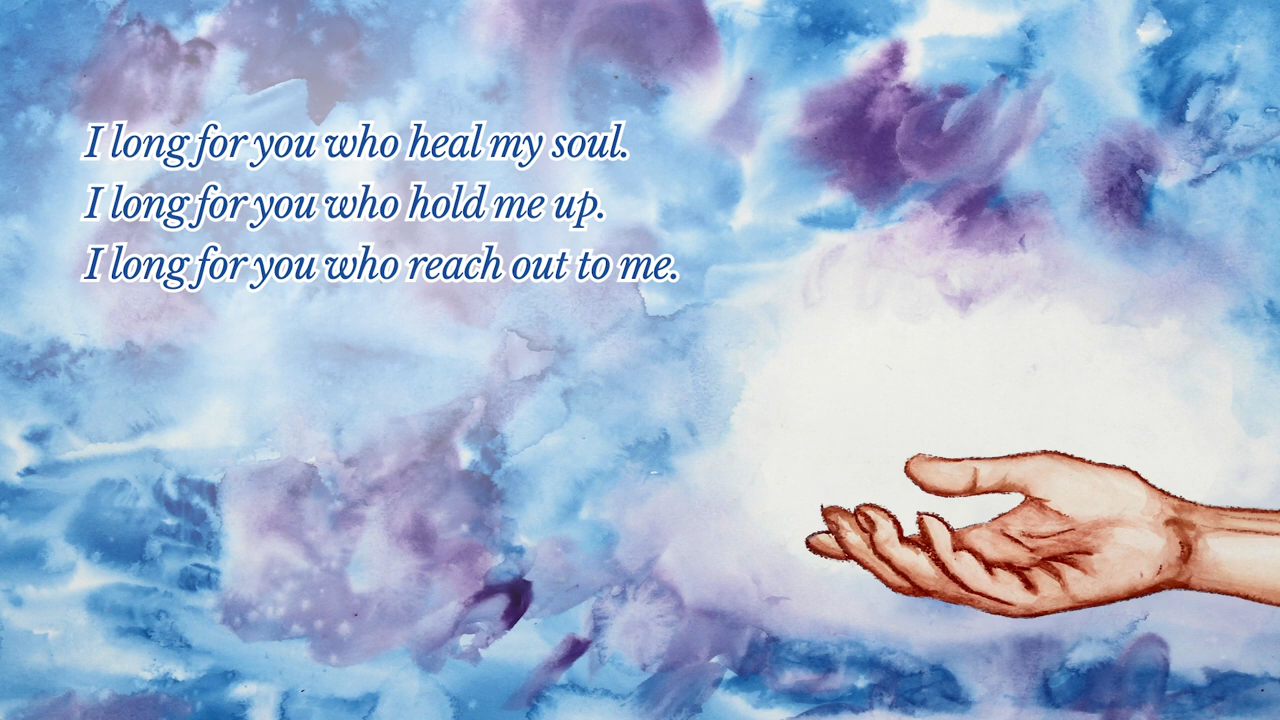 I long for you who heal my soul.
I long for you who hold me up.
I long for you who reach out to me.